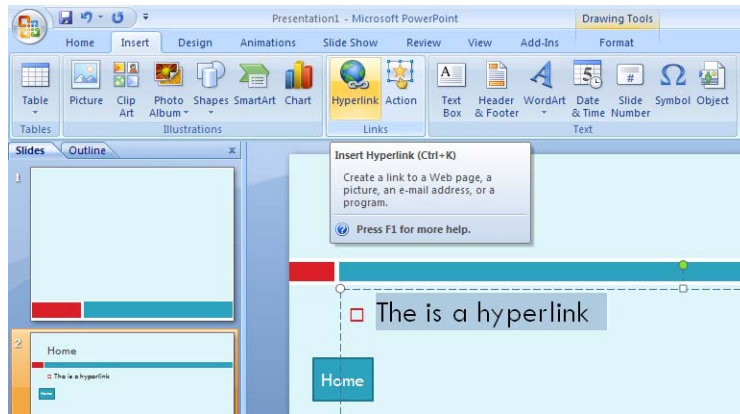 Presentation1 - Microsoft PowerPoint
Drawing Tools
Home Insert Design Animations Slide Show Review View Add-Ins Format
Table Picture Clip Art Photo Album Shapes SmartArt Chart Hyperlink Action Text Box Header & Footer WordArt Date & Time Slide Number Symbol Object
Tables Illustrations Links Text
Slides Outline x
Insert Hyperlink (Ctrl+K)
Create a link to a Web page, a
picture, an e-mail address, or a
program.
Press F1 for more help.
1
The is a hyperlink
Home
2
Home
The is a hyperlink
Home